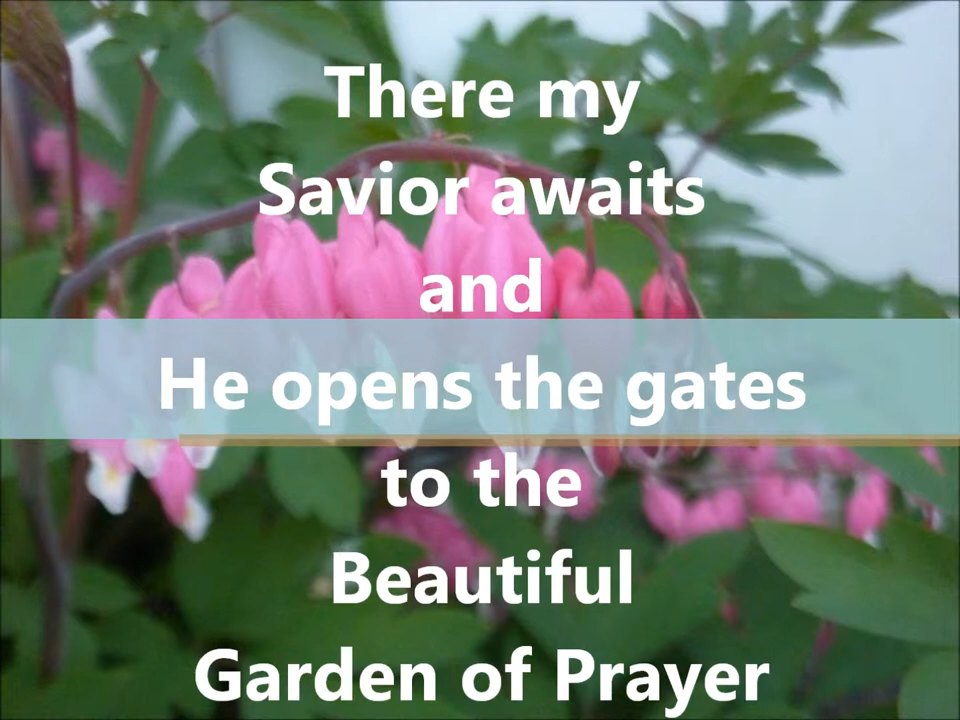 There my
Savior awaits
and
He opens the gates
to the
Beautiful
Garden of Prayer